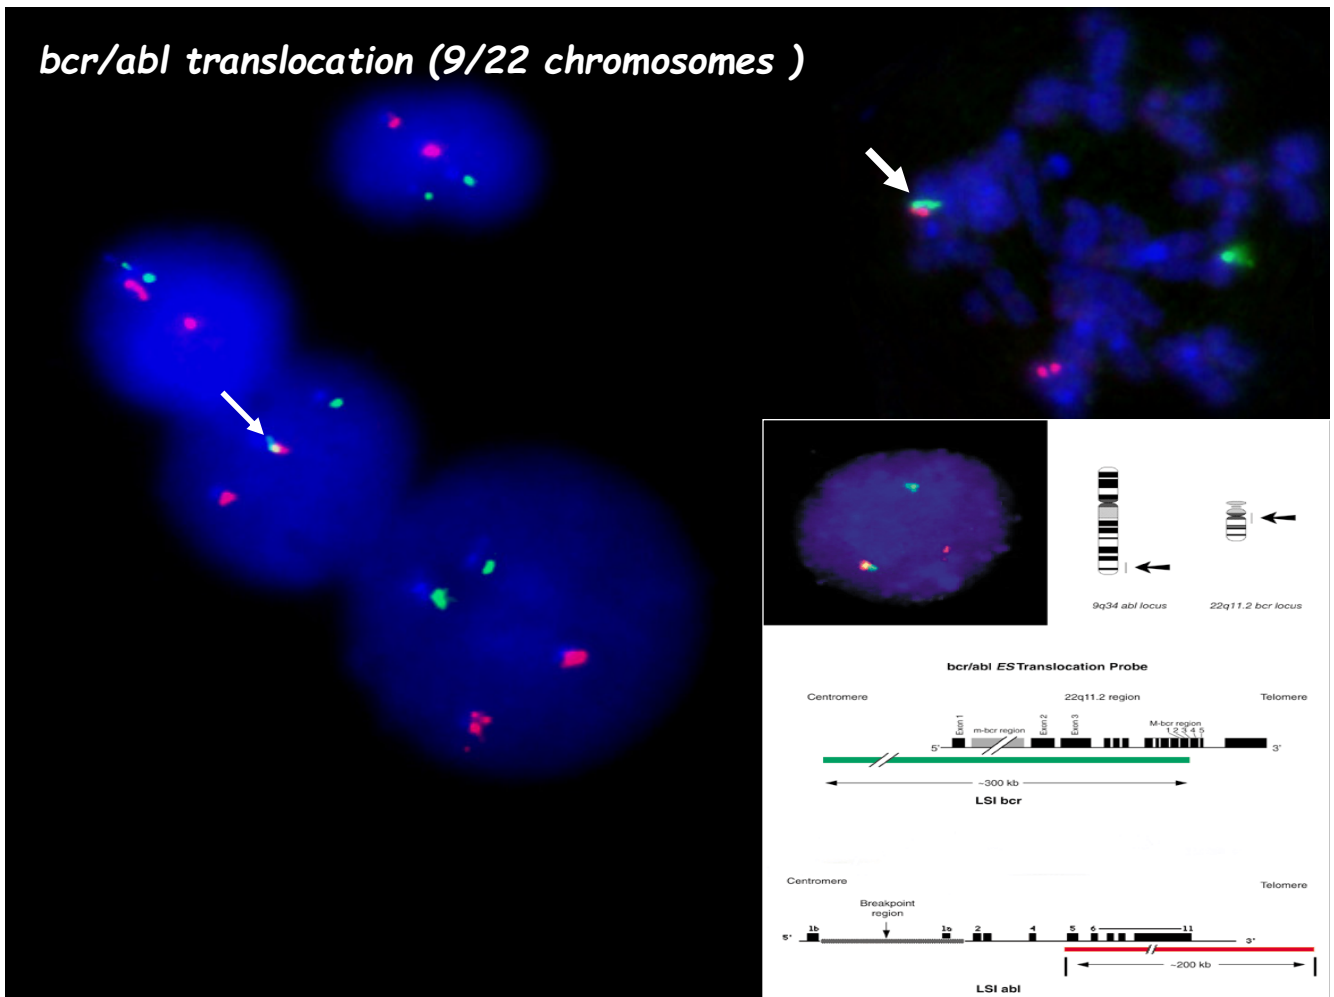 bcr/abl translocation (9/22 chromosomes )
9q34 abl locus
22q11.2 bcr locus
bcr/abl ES Translocation Probe
Centromere
22q11.2 region
Telomere
Exon 1
m-bcr region
Exon 2
Exon 3
M-bcr region
1 2 3 4 5
5'
3'
~300 kb
LSI bcr
Centromere
Telomere
Breakpoint
region
1b
1a
2
4
5
6
11
5'
3'
~200 kb
LSI abl